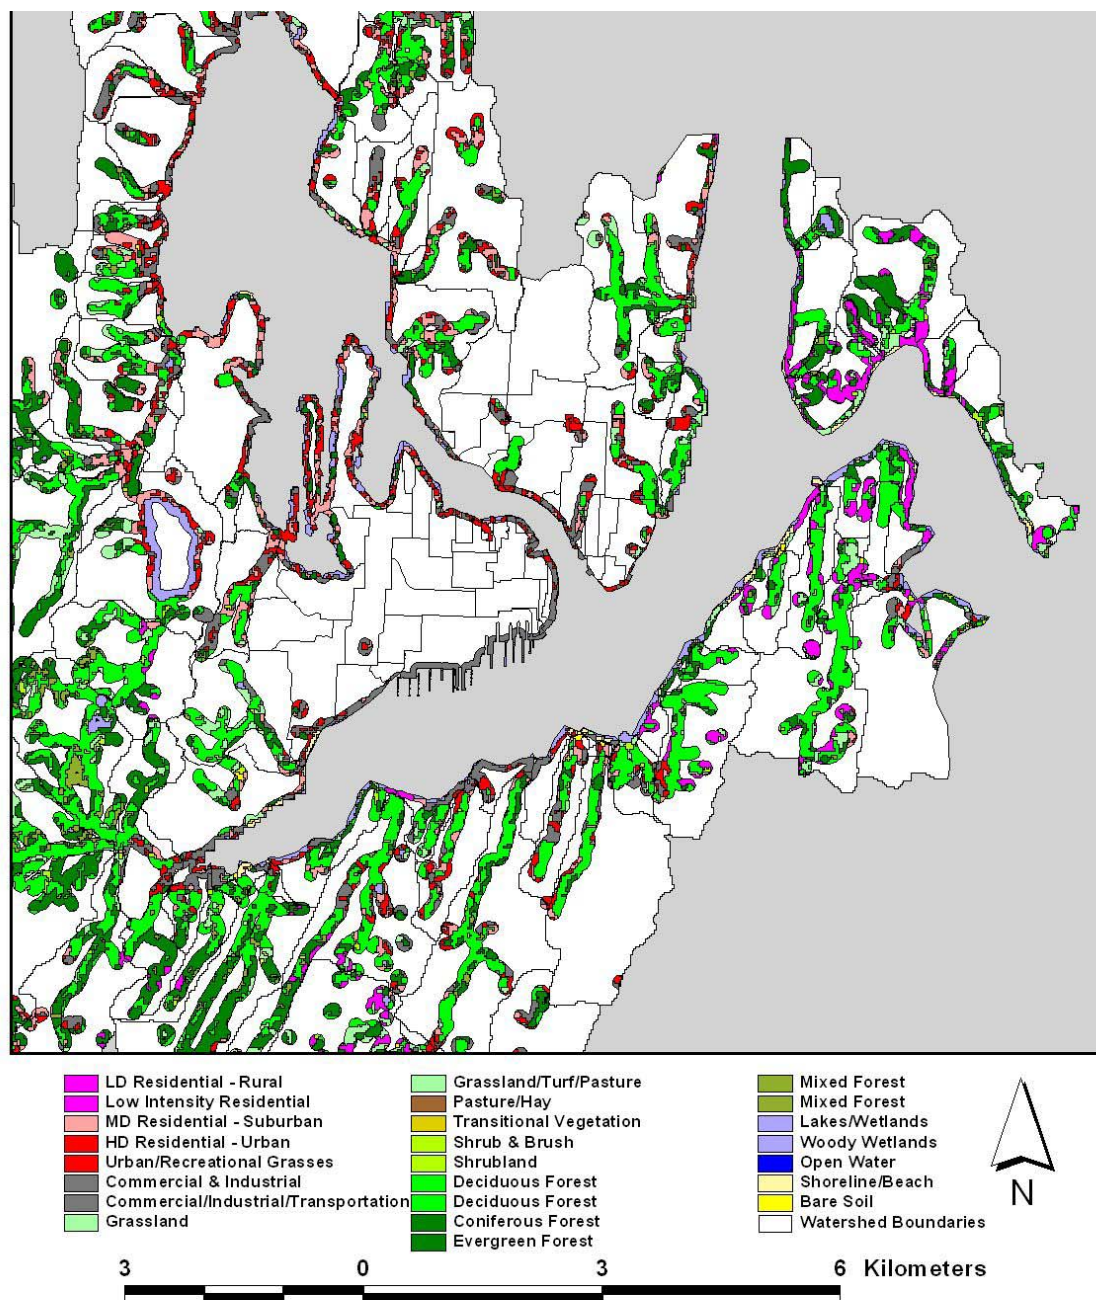 LD Residential - Rural
Low Intensity Residential
MD Residential - Suburban
HD Residential - Urban
Urban/Recreational Grasses
Commercial & Industrial
Commercial/Industrial/Transportation
Grassland
Grassland/Turf/Pasture
Pasture/Hay
Transitional Vegetation
Shrub & Brush
Shrubland
Deciduous Forest
Deciduous Forest
Coniferous Forest
Evergreen Forest
Mixed Forest
Mixed Forest
Lakes/Wetlands
Woody Wetlands
Open Water
Shoreline/Beach
Bare Soil
Watershed Boundaries
N
3 0 3 6 Kilometers